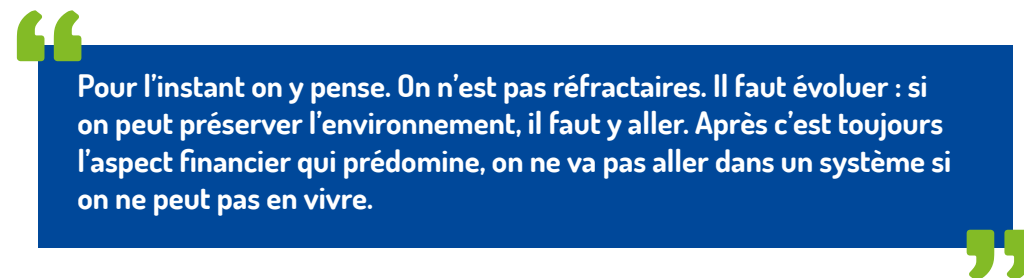 Pour l’instant on y pense. On n’est pas réfractaires. Il faut évoluer : si
on peut préserver l’environnement, il faut y aller. Après c’est toujours
l’aspect financier qui prédomine, on ne va pas aller dans un système si
on ne peut pas en vivre.